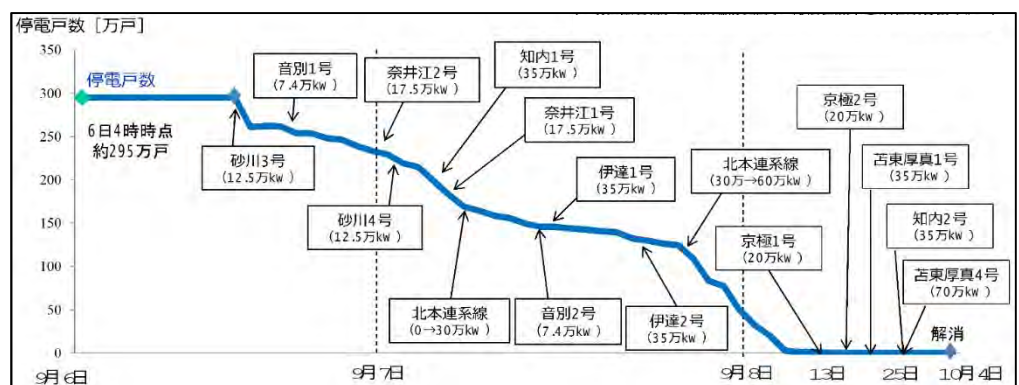 停電戸数［万戸］
350
300
250
200
150
100
50
0
停電戸数
6日4時時点
約295万戸
砂川3号
(12.5万kw )
音別1号
(7.4万kw )
奈井江2号
(17.5万kw )
砂川4号
(12.5万kw )
知内1号
(35万kw )
奈井江1号
(17.5万kw )
北本連系線
(0→30万kw )
音別2号
(7.4万kw )
伊達1号
(35万kw )
伊達2号
(35万kw )
北本連系線
(30万→60万kw )
京極1号
(20万kw )
京極2号
(20万kw )
苫東厚真1号
(35万kw )
知内2号
(35万kw )
苫東厚真4号
(70万kw )
解消
9月6日
9月7日
9月8日
13日
25日
10月4日